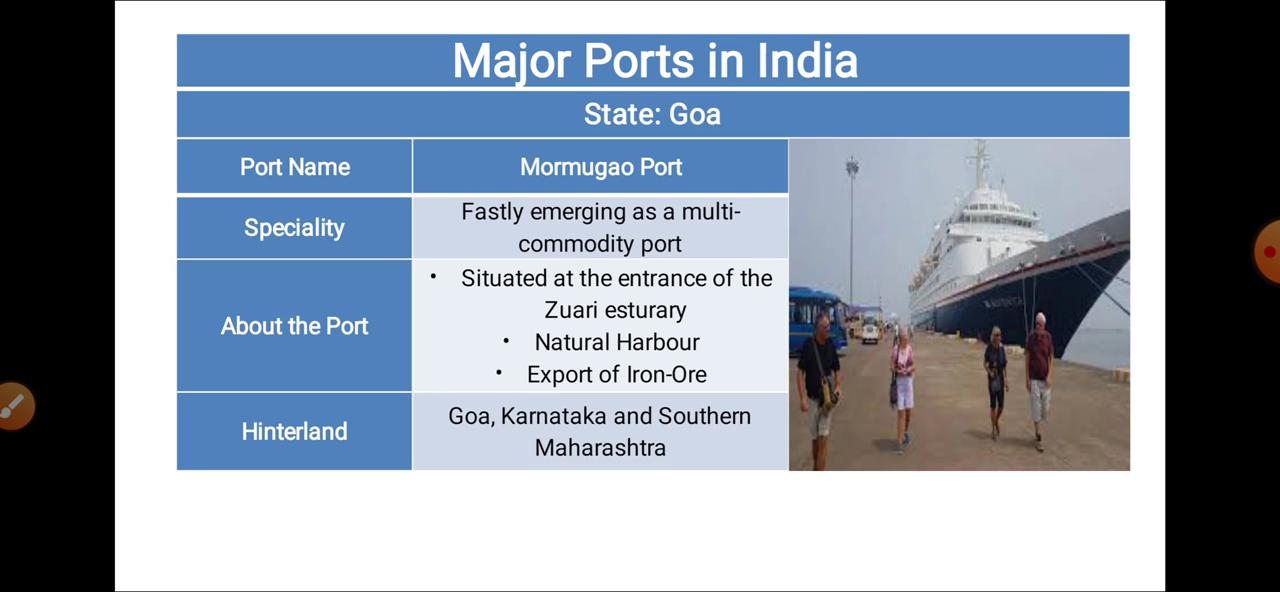 Major Ports in India
State: Goa
Port Name
Mormugao Port
Speciality
Fastly emerging as a multi-
commodity port
About the Port
• Situated at the entrance of the
Zuari esturary
• Natural Harbour
• Export of Iron-Ore
Hinterland
Goa, Karnataka and Southern
Maharashtra